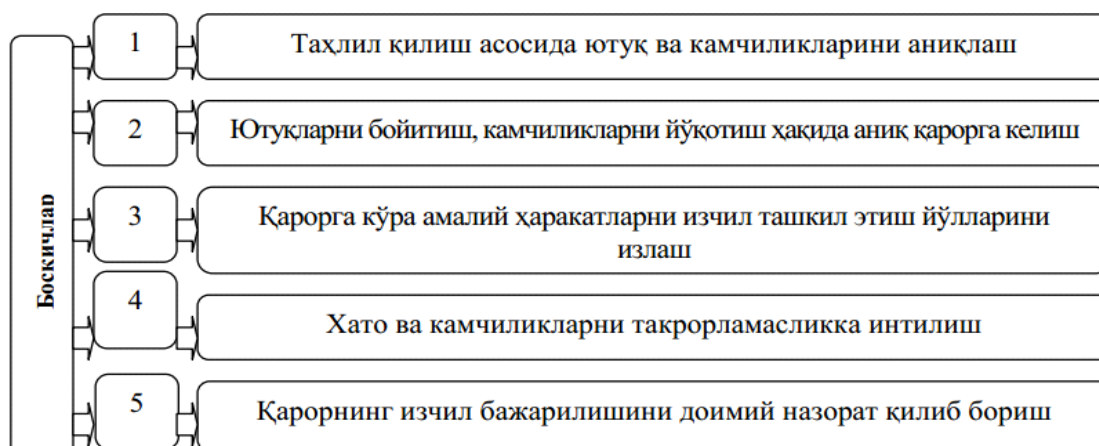 Боскичлар
1
Таҳлил қилиш асосида ютуқ ва камчиликларини аниқлаш
2
Ютуқларни бойитиш, камчиликларни йўқотиш ҳақида аниқ қарорга келиш
3
Қарорга кўра амалий ҳаракатларни изчил ташкил этиш йўлларини
излаш
4
Хато ва камчиликларни такрорламасликка интилиш
5
Қарорнинг изчил бажарилишини доимий назорат қилиб бориш